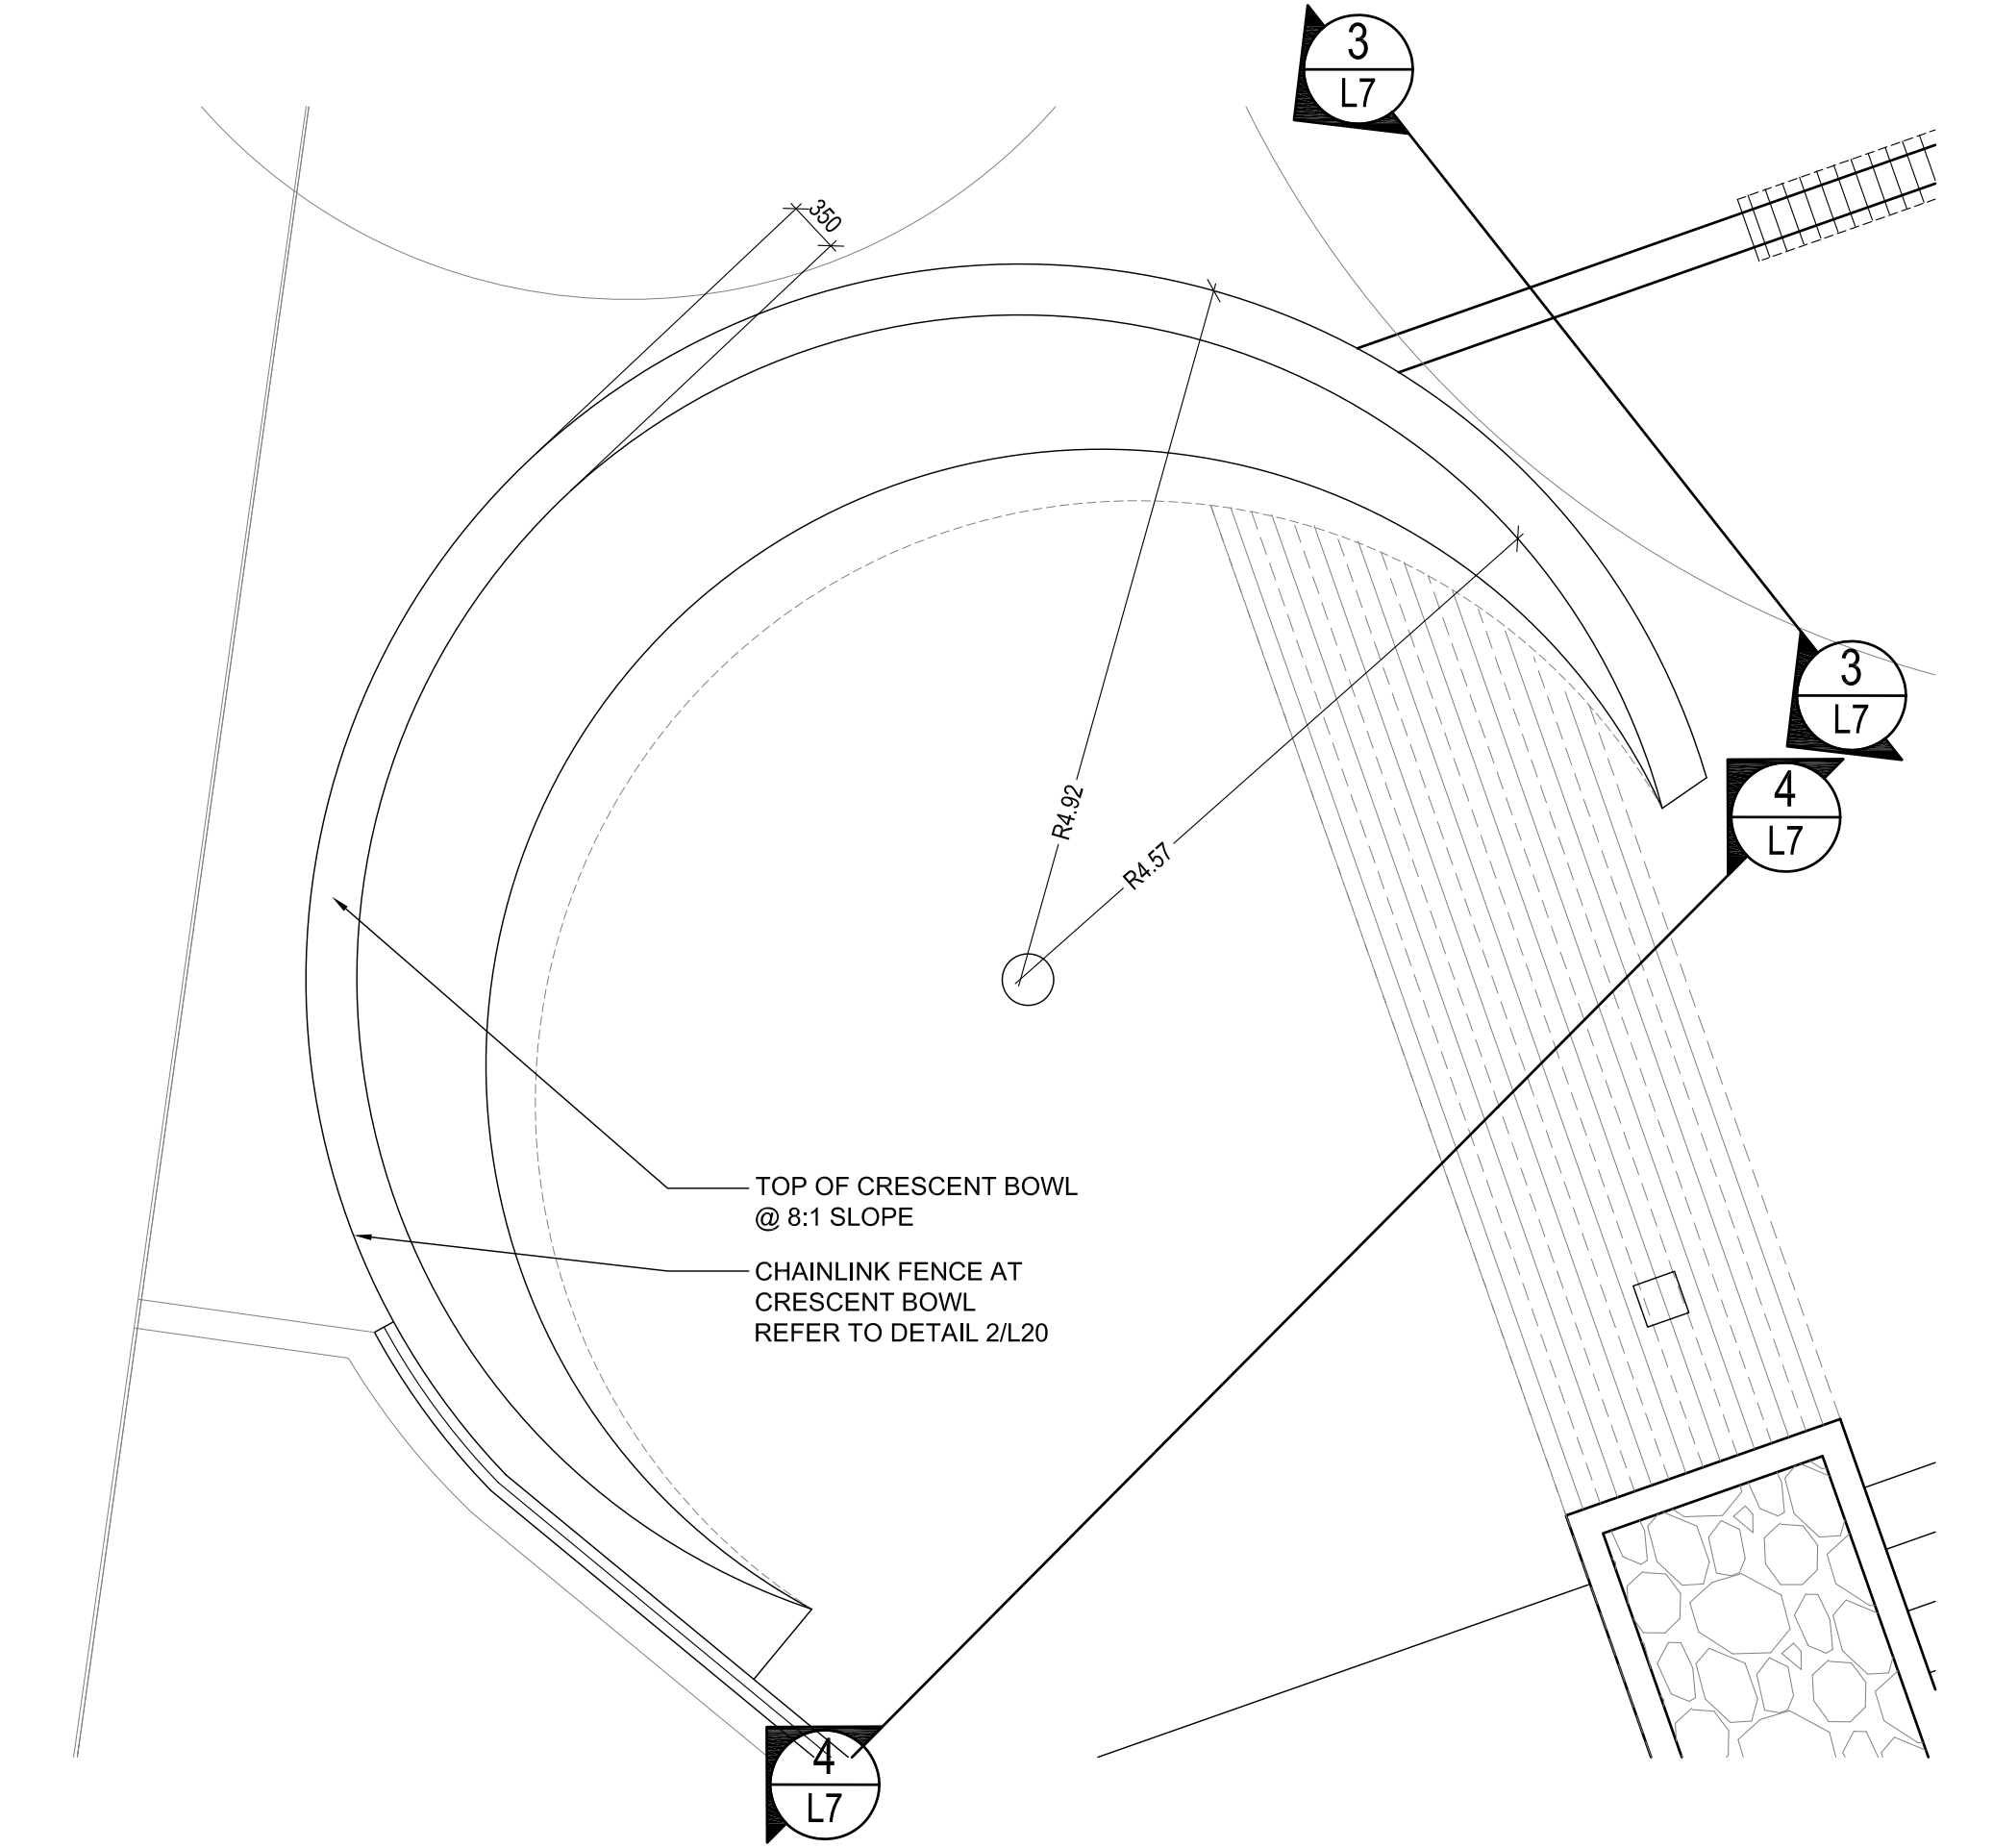 3
L7
350
3
L7
4
L7
R4.92
R4.57
TOP OF CRESCENT BOWL
@ 8:1 SLOPE
CHAINLINK FENCE AT
CRESCENT BOWL
REFER TO DETAIL 2/L20
4
L7